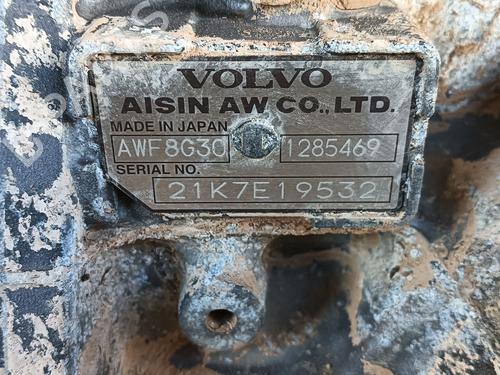 VOLVO
AISIN AW CO., LTD.
MADE IN JAPAN
AWF8G30 1285469
SERIAL NO.
21K7E19532